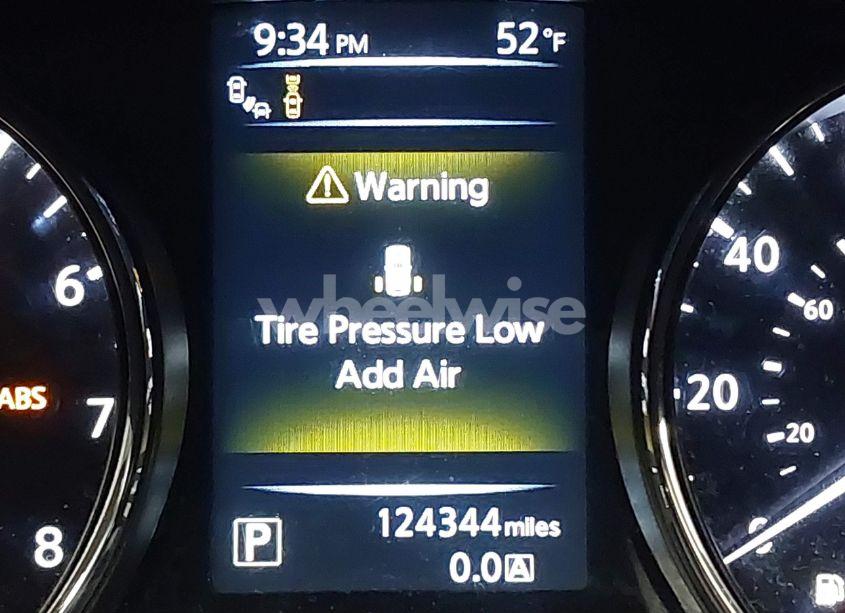 9:34 PM 52°F
Warning
wheelwise
Tire Pressure Low
Add Air
6
ABS
7
8
40
60
20
20
0
P
124344 miles
0.0 A